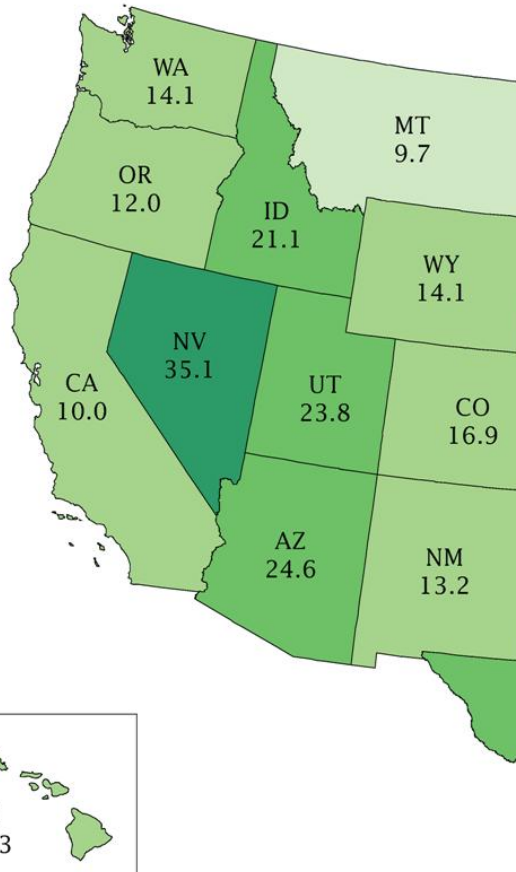 WA
14.1
MT
9.7
OR
12.0
ID
21.1
WY
14.1
NV
35.1
CA
10.0
UT
23.8
CO
16.9
AZ
24.6
NM
13.2
3